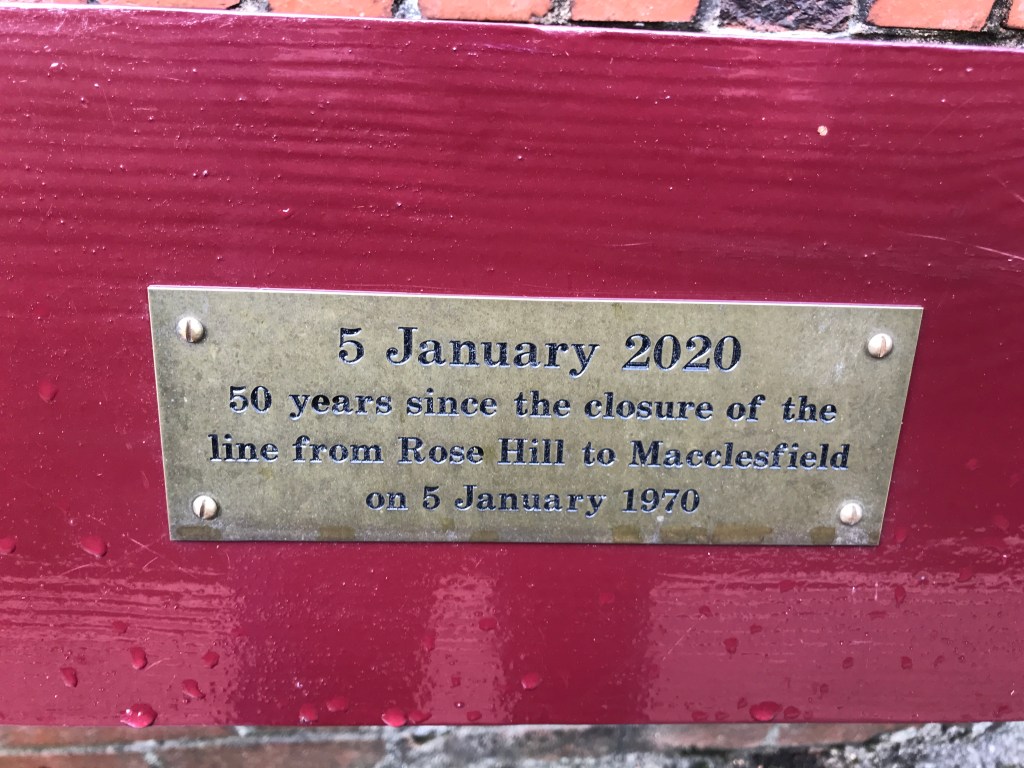 5 January 2020
50 years since the closure of the
line from Rose Hill to Macclesfield
on 5 January 1970